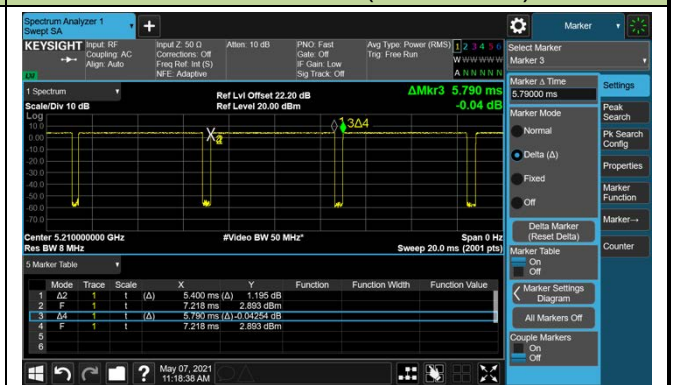 Spectrum Analyzer 1
Swept SA
+
Marker
KEYSIGHT Input: RF Input Z: 50 Ω Atten: 10 dB PNO: Fast Avg Type: Power (RMS) 1 2 3 4 5 6
Coupling: AC Corrections: Off Gate: Off Trig: Free Run
Align: Auto Freq Ref: Int (S) IF Gain: Low W W W W W W
NFE: Adaptive Sig Track: Off A N N N N N
LXI
Select Marker
Marker 3
1 Spectrum
Scale/Div 10 dB
Ref Lvl Offset 22.20 dB
Ref Level 20.00 dBm
ΔMkr3 5.790 ms
-0.04 dB
Log
10.0
0.00
-10.0
-20.0
-30.0
-40.0
-50.0
-60.0
-70.0
3Δ4
Center 5.210000000 GHz #Video BW 50 MHz* Span 0 Hz
Res BW 8 MHz Sweep 20.0 ms (2001 pts)
5 Marker Table
Mode Trace Scale X Y Function Function Width Function Value
1 Δ2 1 t (Δ) 5.400 ms (Δ) 1.195 dB
2 F 1 t 7.218 ms 2.893 dBm
3 Δ4 1 t (Δ) 5.790 ms (Δ) -0.04254 dB
4 F 1 t 7.218 ms 2.893 dBm
5
6
Marker Δ Time
5.79000 ms
Marker Mode
Normal
Delta (Δ)
Fixed
Off
Delta Marker
(Reset Delta)
Marker Table
On
Off
Marker Settings
Diagram
All Markers Off
Couple Markers
On
Off
Settings
Peak
Search
Pk Search
Config
Properties
Marker
Function
Marker→
Counter
?
May 07, 2021
11:18:38 AM